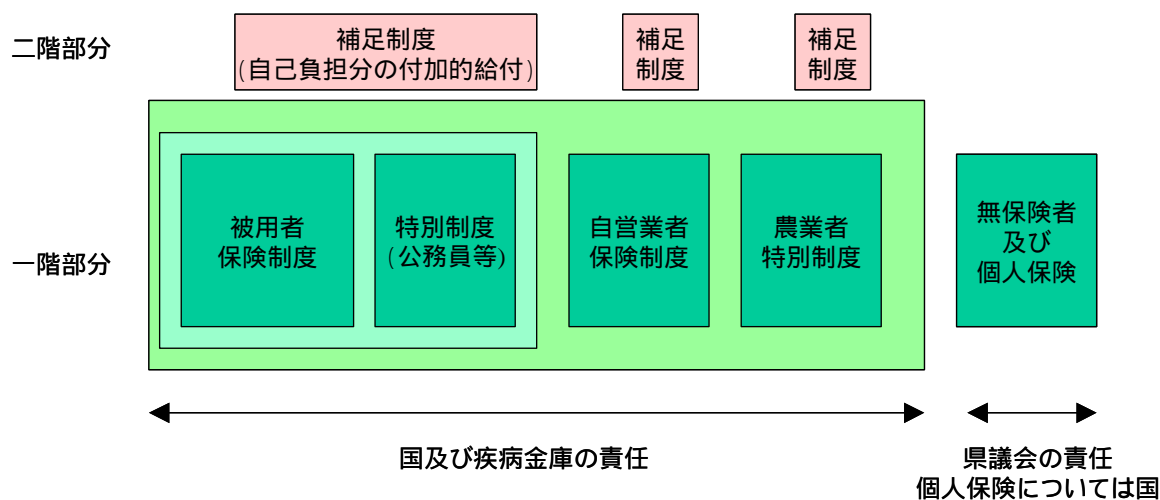 二階部分
補足制度
(自己負担分の付加的給付)
補足
制度
補足
制度
一階部分
被用者
保険制度
特別制度
(公務員等)
自営業者
保険制度
農業者
特別制度
無保険者
及び
個人保険
国及び疾病金庫の責任
県議会の責任
個人保険については国